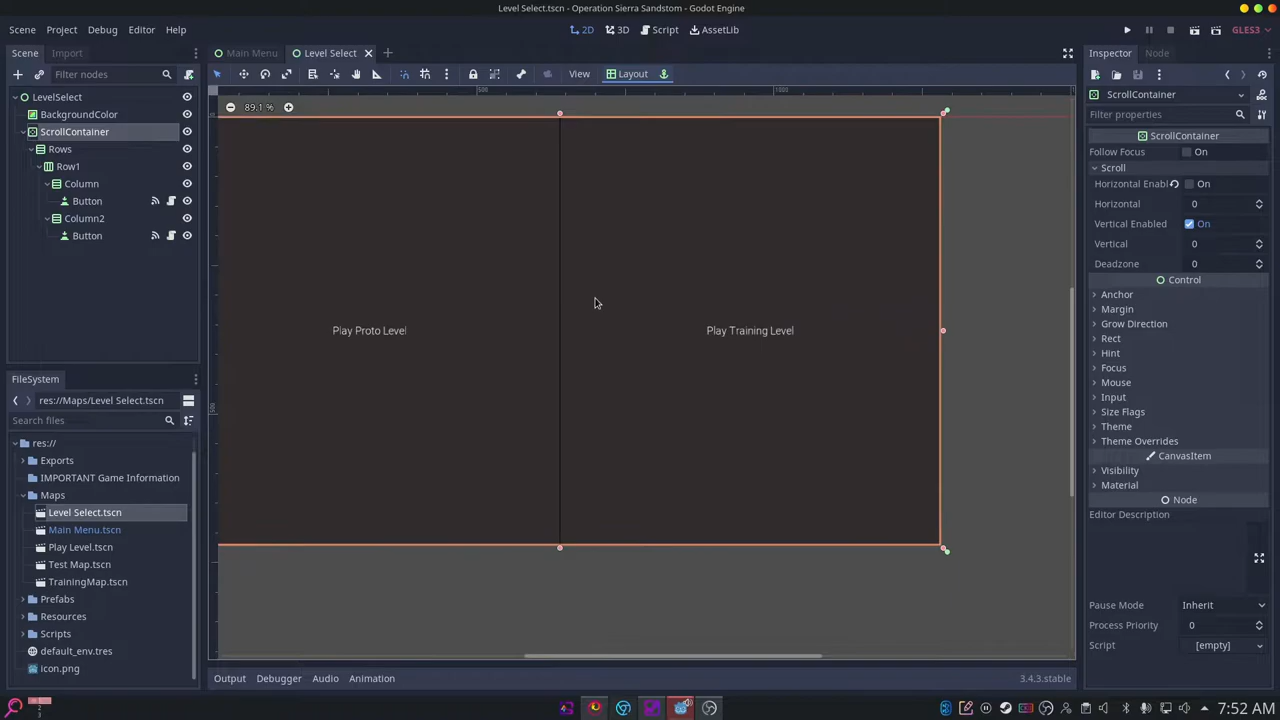 Level Select.tscn - Operation Sierra Sandstom - Godot Engine
Scene Project Debug Editor Help
2D 3D Script AssetLib
GLES3
Scene Import
Main Menu Level Select
Inspector Node
Filter nodes
View Layout
LevelSelect
BackgroundColor
ScrollContainer
Rows
Row1
Column
Button
Column2
Button
500
1000
89.1 %
500
Play Proto Level
Play Training Level
ScrollContainer
Filter properties
ScrollContainer
Follow Focus On
Scroll
Horizontal Enabl On
Horizontal 0
Vertical Enabled On
Vertical 0
Deadzone 0
Control
Anchor
Margin
Grow Direction
Rect
Hint
Focus
Mouse
Input
Size Flags
Theme
Theme Overrides
CanvasItem
Visibility
Material
Node
Editor Description
Pause Mode Inherit
Process Priority 0
Script [empty]
FileSystem
res://Maps/Level Select.tscn
Search files
res://
Exports
IMPORTANT Game Information
Maps
Level Select.tscn
Main Menu.tscn
Play Level.tscn
Test Map.tscn
TrainingMap.tscn
Prefabs
Resources
Scripts
default_env.tres
icon.png
Output Debugger Audio Animation
3.4.3.stable
7:52 AM